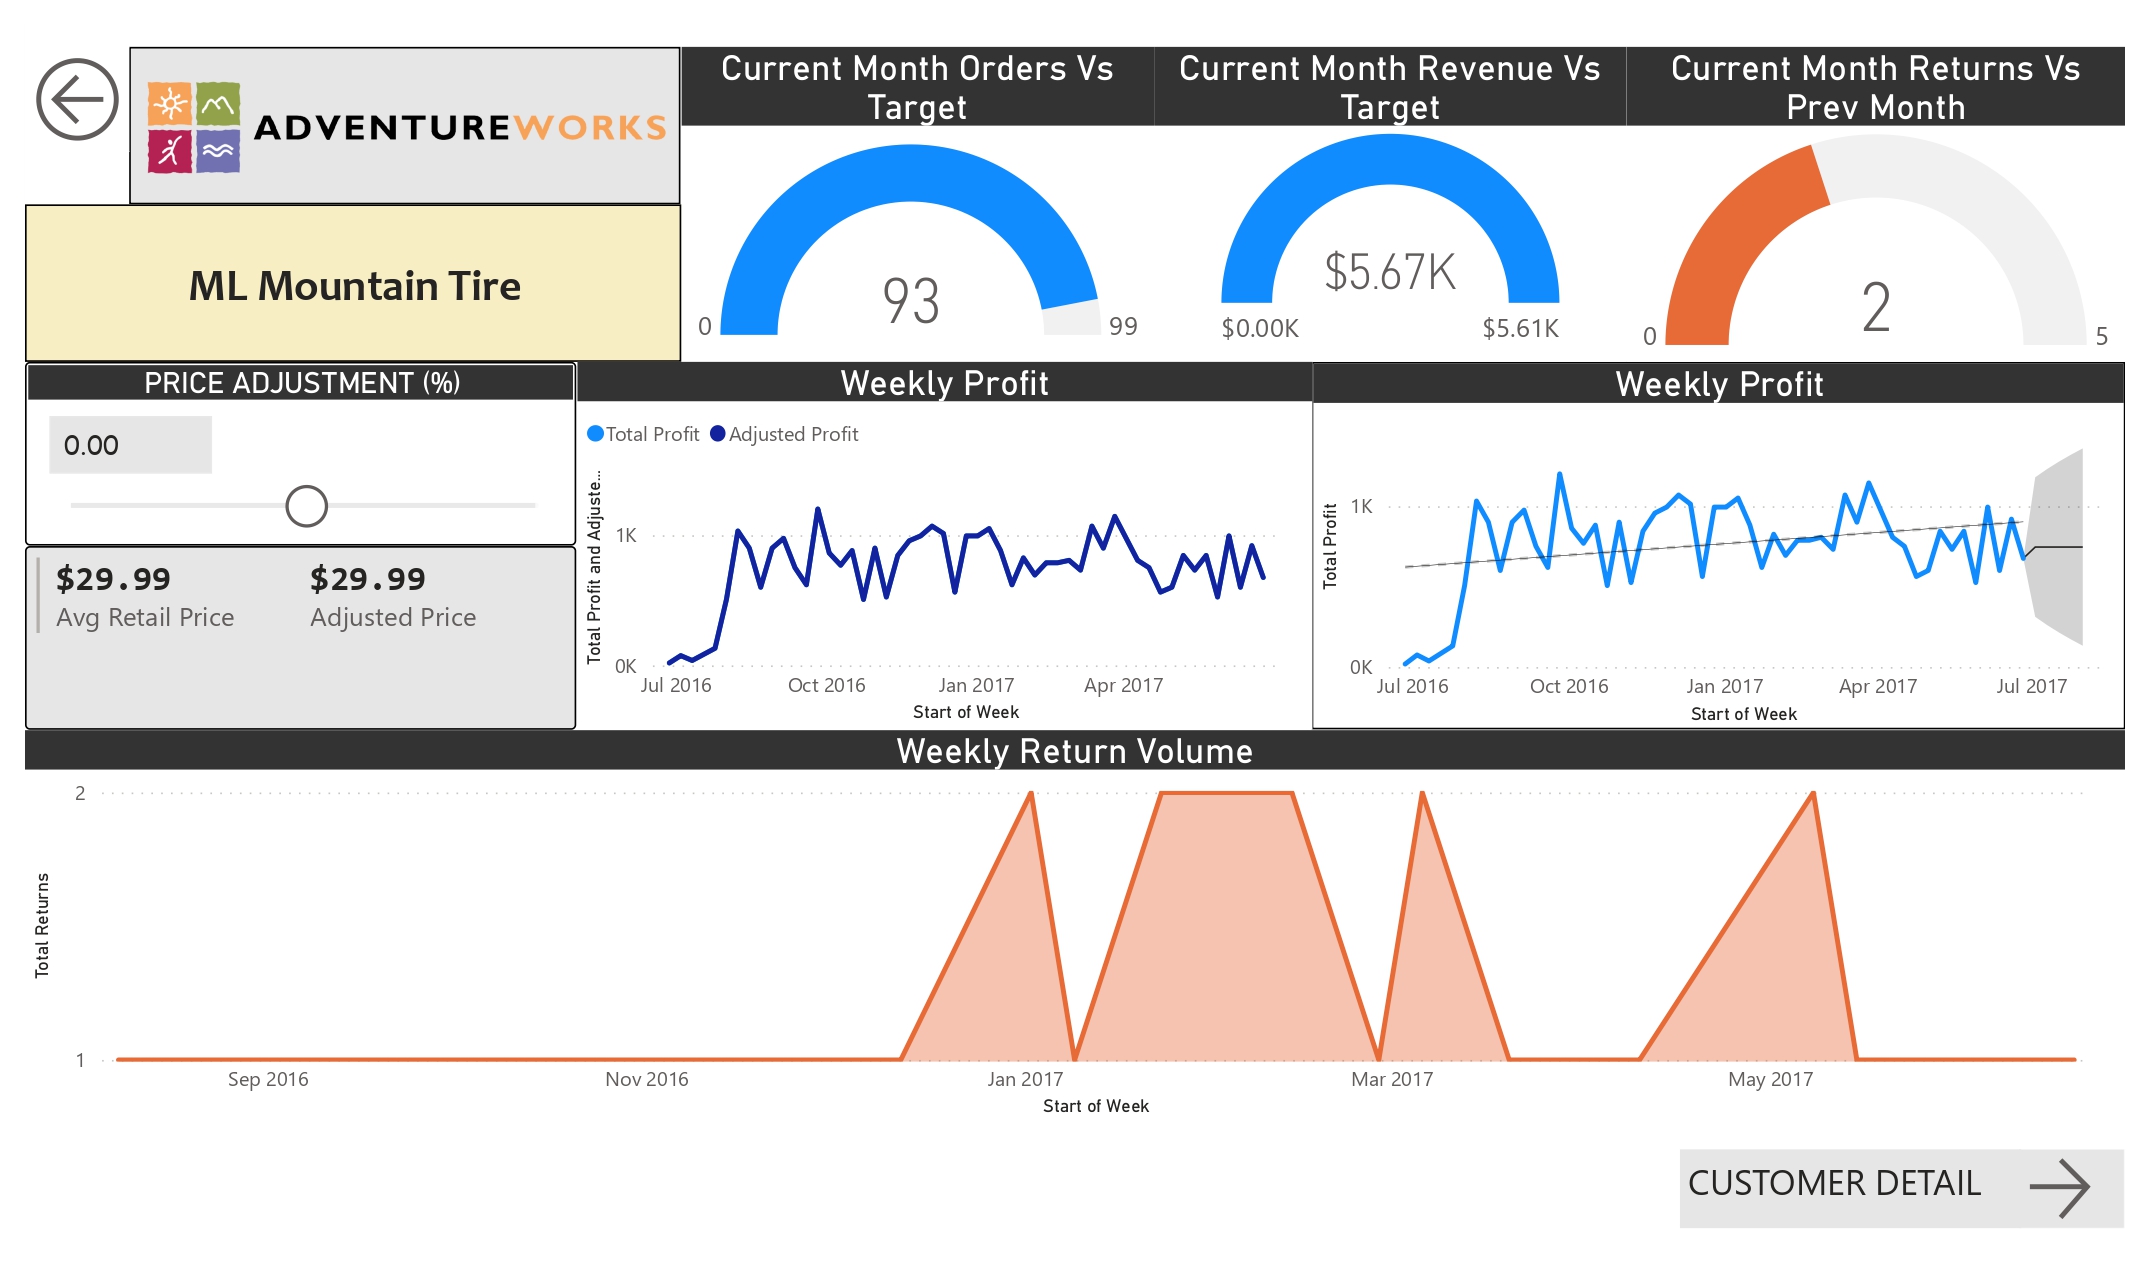 ADVENTUREWORKS
Current Month Orders Vs
Target
Current Month Revenue Vs
Target
Current Month Returns Vs
Prev Month
ML Mountain Tire
93
0
99
$5.67K
$0.00K
$5.61K
2
0
5
PRICE ADJUSTMENT (%)
0.00
$29.99
Avg Retail Price
$29.99
Adjusted Price
Weekly Profit
Total Profit
Adjusted Profit
Total Profit and Adjuste...
1K
0K
Jul 2016
Oct 2016
Jan 2017
Apr 2017
Start of Week
Weekly Profit
Total Profit
1K
0K
Jul 2016
Oct 2016
Jan 2017
Apr 2017
Jul 2017
Start of Week
Weekly Return Volume
Total Returns
2
1
Sep 2016
Nov 2016
Jan 2017
Mar 2017
May 2017
Start of Week
CUSTOMER DETAIL